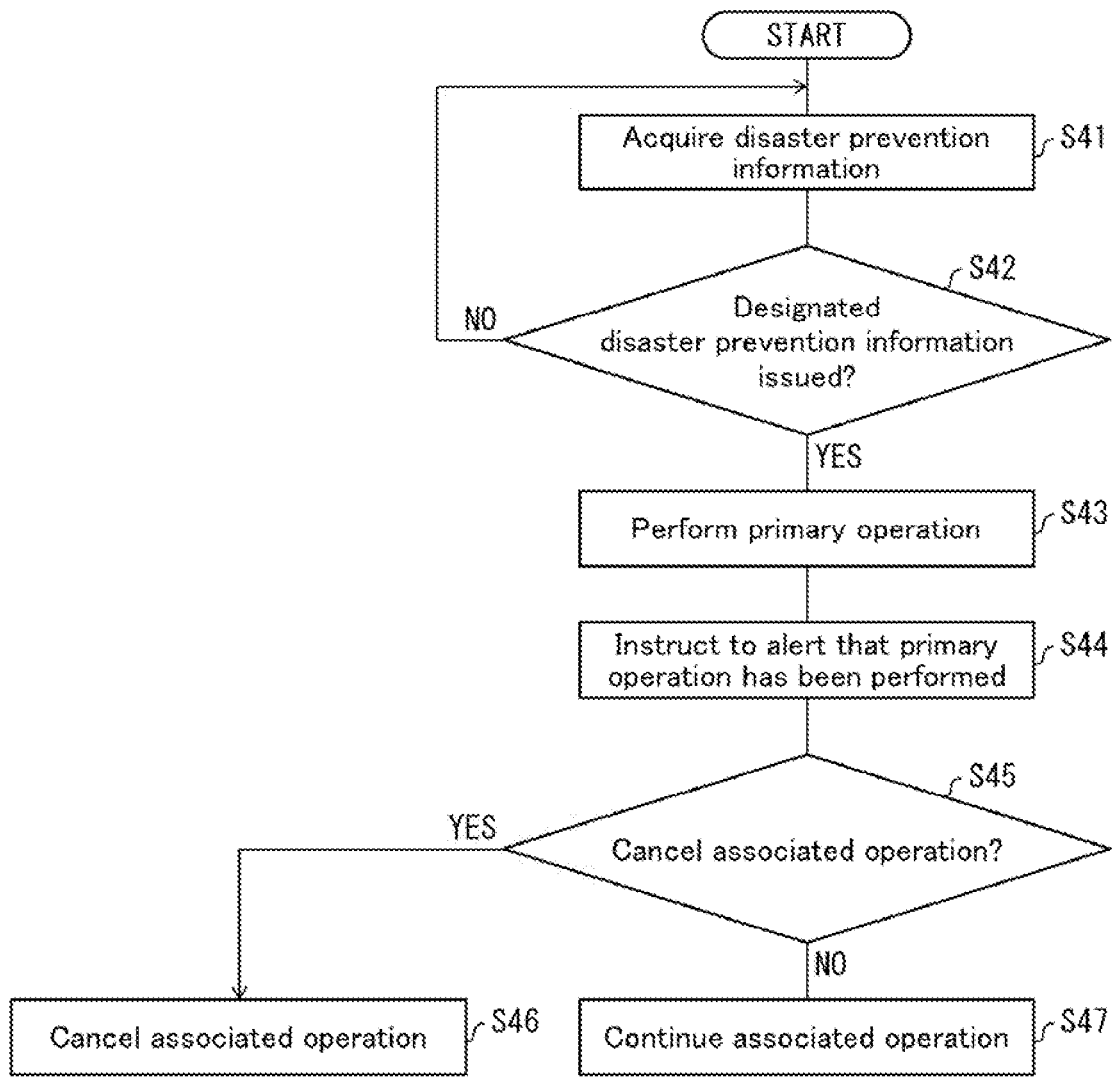 START
Acquire disaster prevention
information
S41
S42
Designated
disaster prevention information
issued?
NO
YES
Perform primary operation
S43
Instruct to alert that primary
operation has been performed
S44
S45
YES
Cancel associated operation?
NO
Cancel associated operation
S46
Continue associated operation
S47